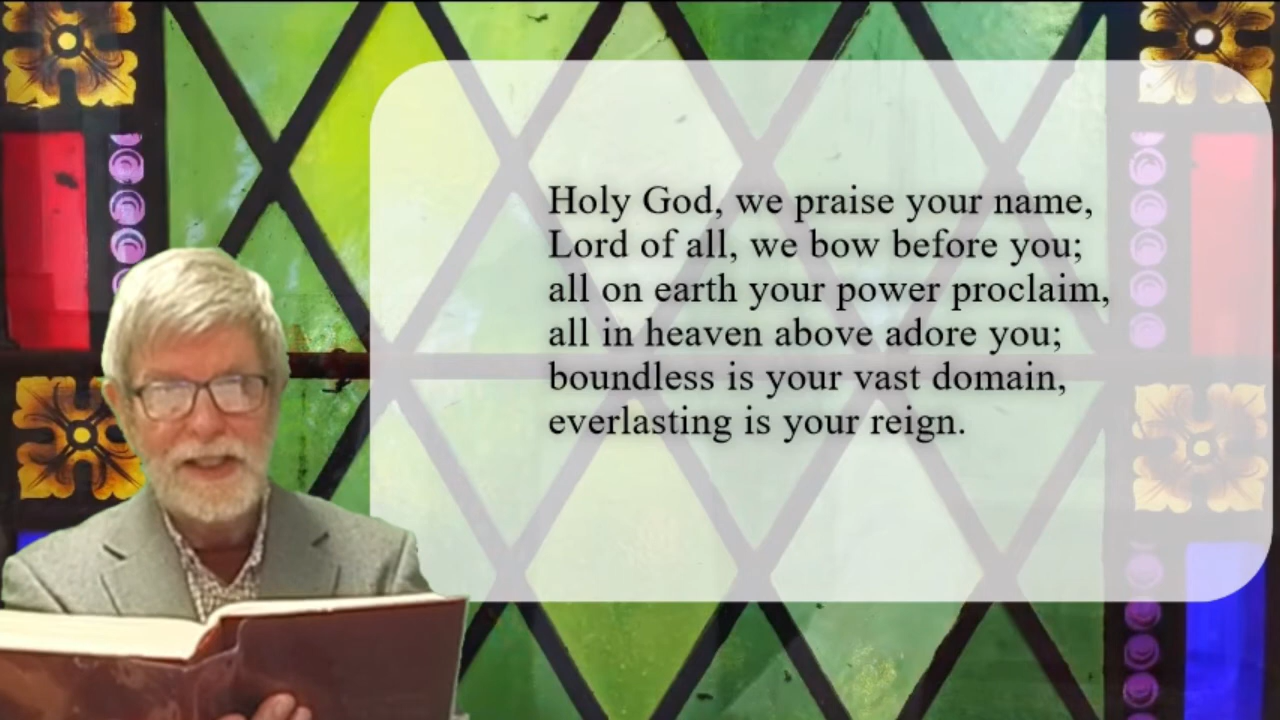 Holy God, we praise your name,
Lord of all, we bow before you;
all on earth your power proclaim,
all in heaven above adore you;
boundless is your vast domain,
everlasting is your reign.